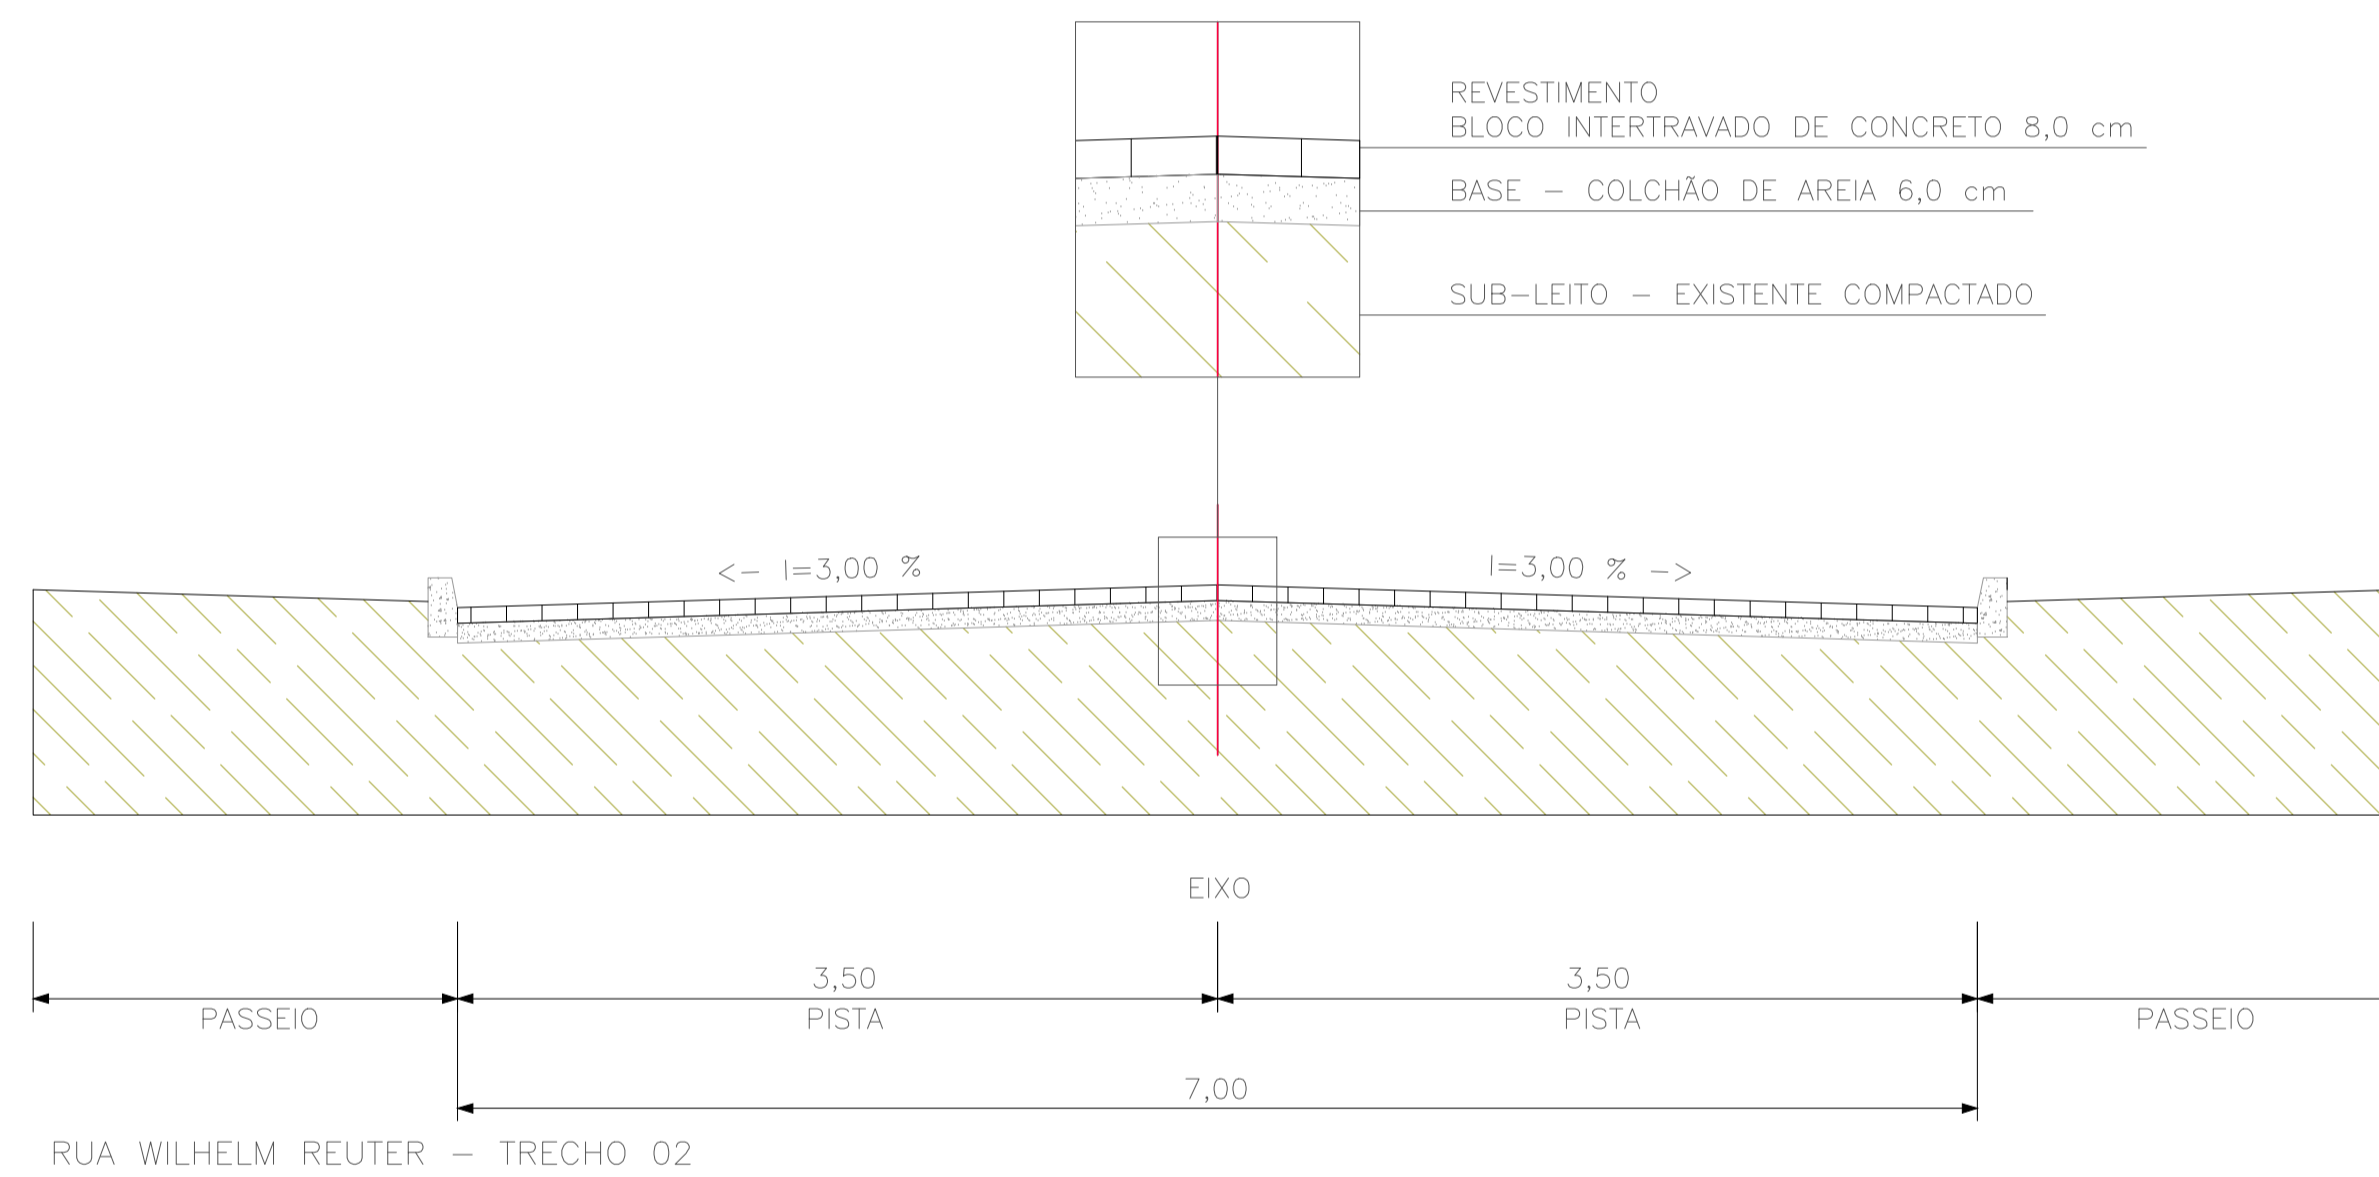 REVESTIMENTO
BLOCO INTERTRAVADO DE CONCRETO 8,0 cm
BASE – COLCHÃO DE AREIA 6,0 cm
SUB–LEITO – EXISTENTE COMPACTADO
<– I=3,00 %
I=3,00 % –>
EIXO
3,50
3,50
PASSEIO
PISTA
PISTA
PASSEIO
7,00
RUA WILHELM REUTER – TRECHO 02